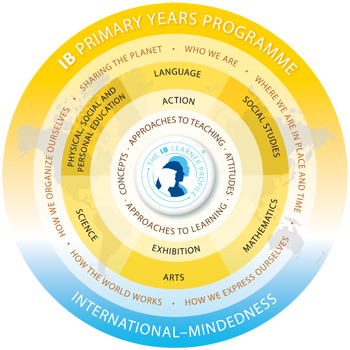 IB PRIMARY YEARS PROGRAMME
SHARING THE PLANET • WHO WE ARE • WHERE WE ARE IN PLACE AND TIME •
HOW WE ORGANIZE OURSELVES •
LANGUAGE
PHYSICAL, SOCIAL AND
PERSONAL EDUCATION
SOCIAL STUDIES
ACTION
APPROACHES TO TEACHING •
CONCEPTS •
ATTITUDES •
THE IB LEARNER PROFILE
APPROACHES TO LEARNING •
EXHIBITION
SCIENCE
MATHEMATICS
ARTS
• HOW THE WORLD WORKS • HOW WE EXPRESS OURSELVES •
INTERNATIONAL–MINDEDNESS